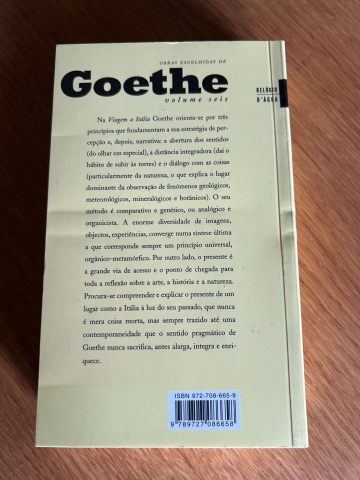 OBRAS ESCOLHIDAS DE
Goethe
volume seis
RELÓGIO
D'ÁGUA
Na Viagem a Itália Goethe orienta-se por três
princípios que fundamentam a sua estratégia de per-
cepção e, depois, narrativa: a abertura dos sentidos
(do olhar em especial), a distância integradora (daí o
hábito de subir às torres) e o diálogo com as coisas
(particularmente da natureza, o que explica o lugar
dominante da observação de fenómenos geológicos,
meteorológicos, mineralógicos e botânicos). O seu
método é comparativo e genético, ou analógico e
organicista. A enorme diversidade de imagens,
objectos, experiências, converge numa síntese última
a que corresponde sempre um princípio universal,
orgânico-metamórfico. Por outro lado, o presente é
a grande via de acesso e o ponto de chegada para
toda a reflexão sobre a arte, a história e a natureza.
Procura-se compreender e explicar o presente de um
lugar como a Itália à luz do seu passado, que nunca
é mera coisa morta, mas sempre trazido até uma
contemporaneidade que o sentido pragmático de
Goethe nunca sacrifica, antes alarga, integra e enri-
quece.
ISBN 972-708-665-9
9 789727 086658